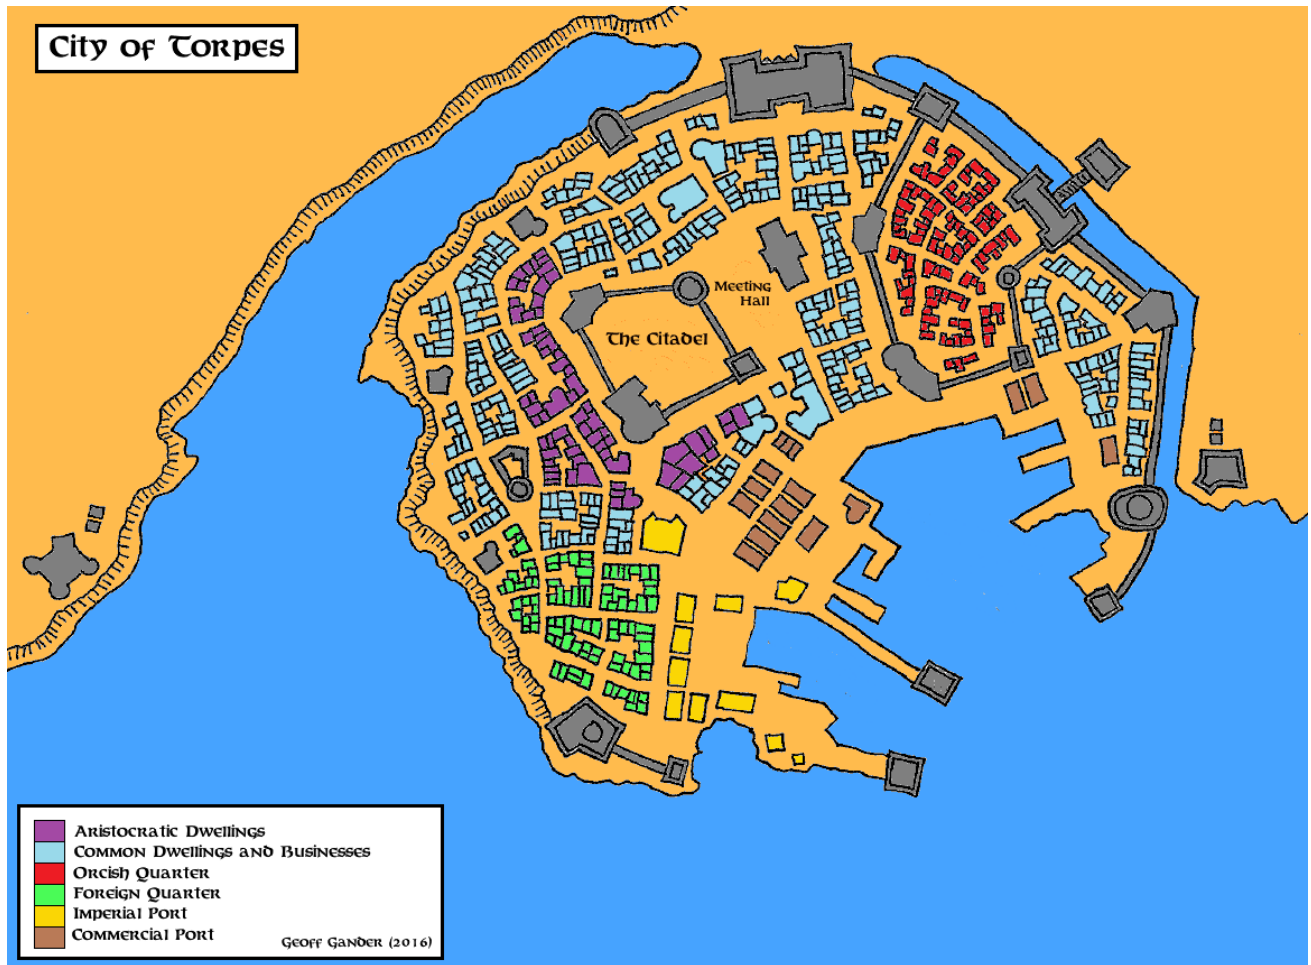 City of Torpes
Meeting
Hall
The Citadel
Aristocratic Dwellings
Common Dwellings and Businesses
Orcish Quarter
Foreign Quarter
Imperial Port
Commercial Port
Geoff Gander (2016)